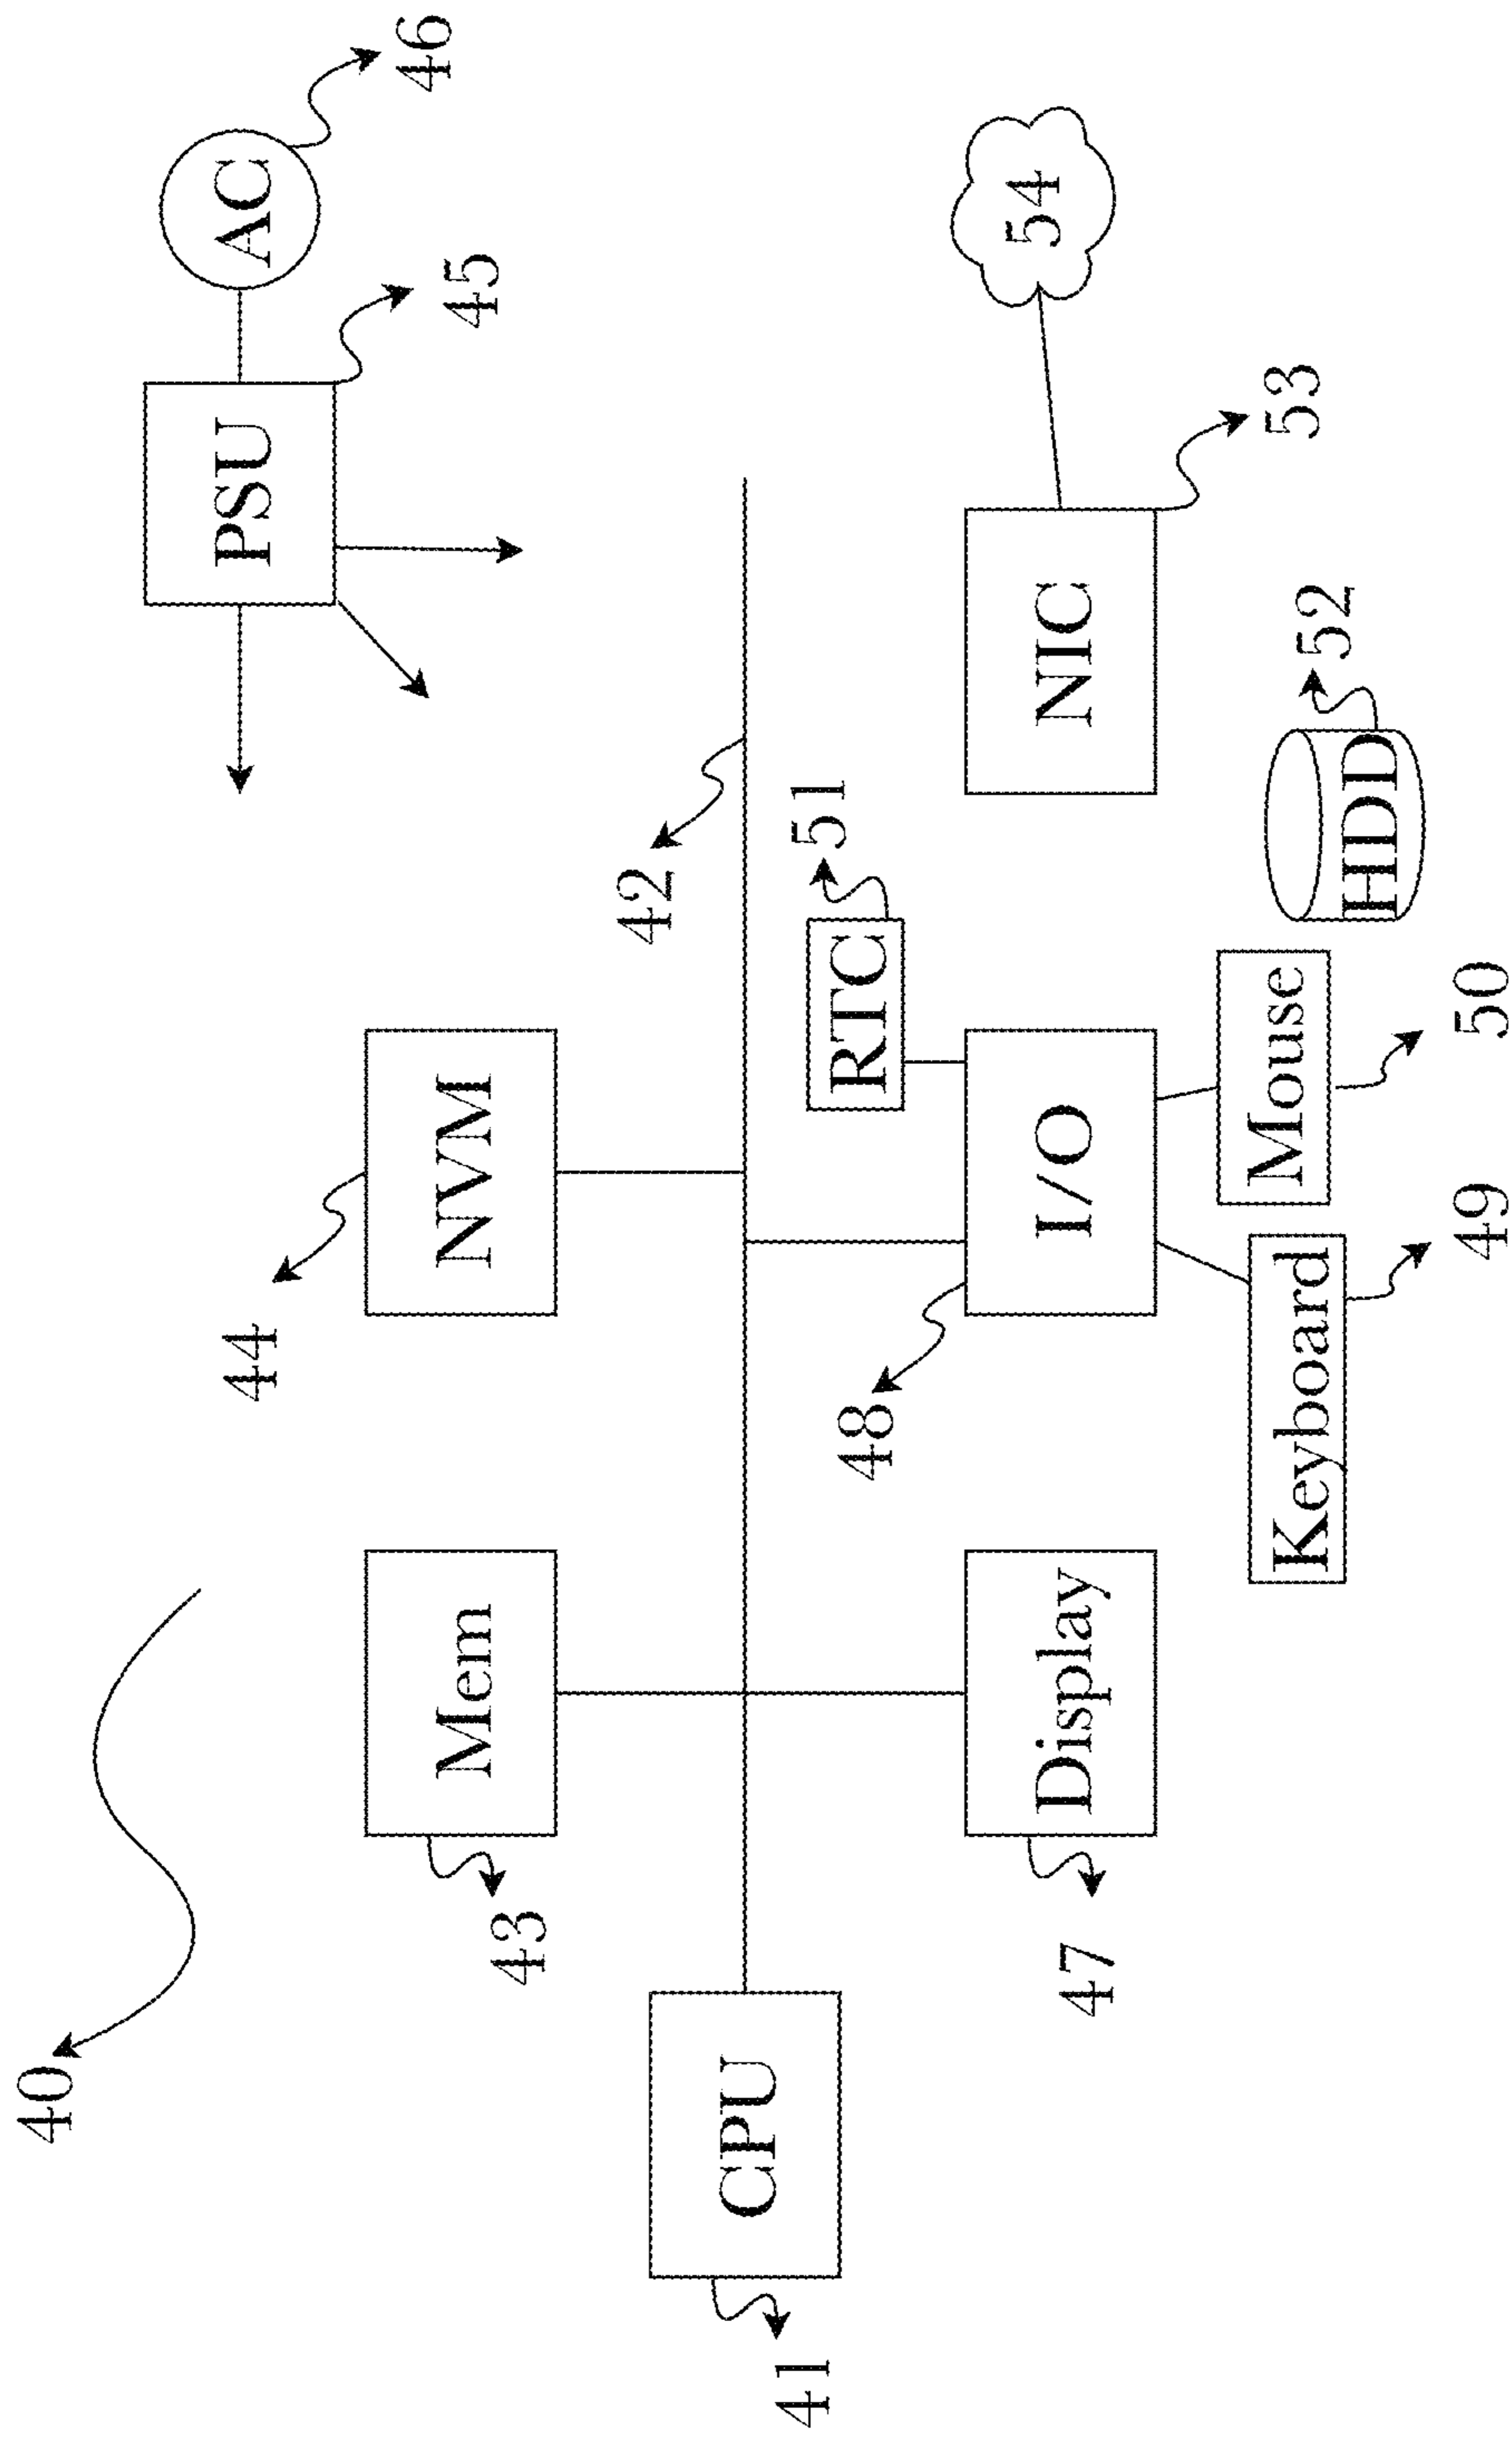 40
44
PSU
AC
46
45
43
Mem
NVM
42
41
CPU
48
RTC
51
47
Display
I/O
NIC
54
53
Keyboard
Mouse
HDD
52
49
50